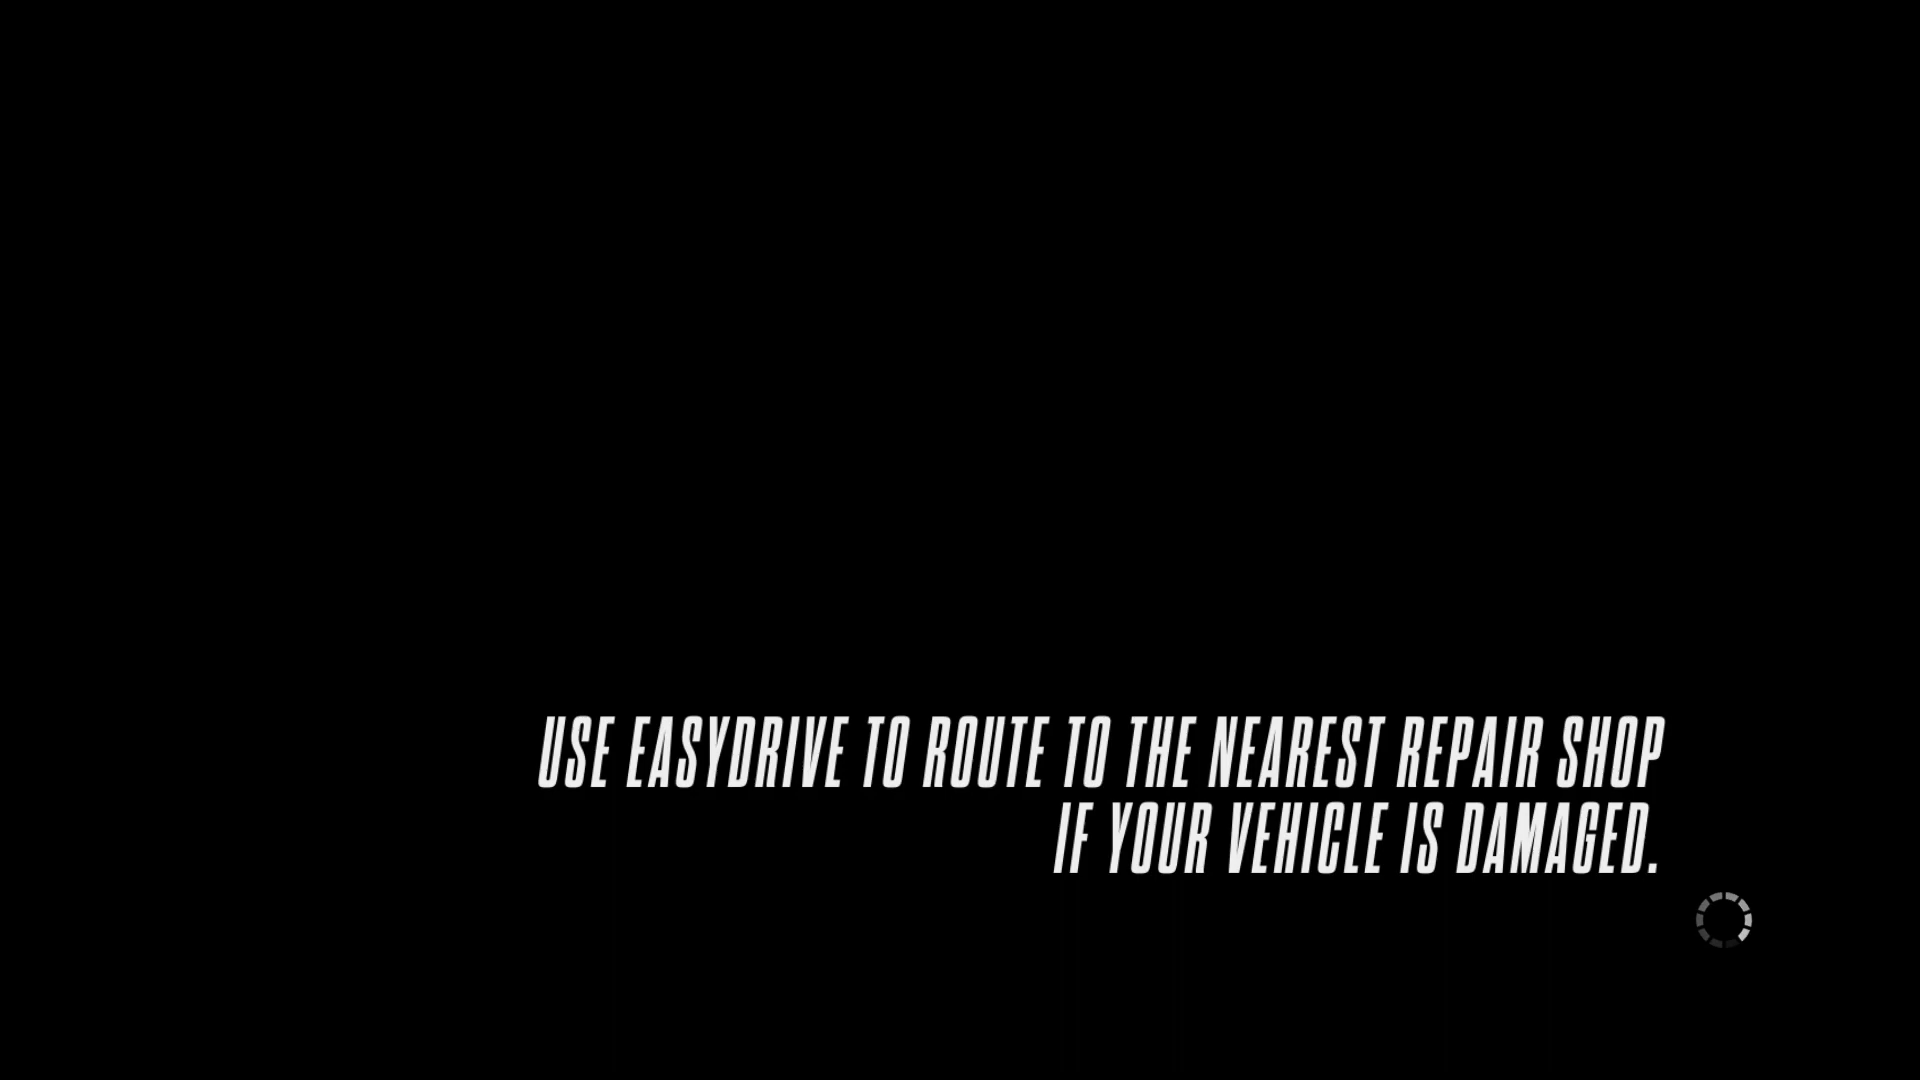 USE EASYDRIVE TO ROUTE TO THE NEAREST REPAIR SHOP
IF YOUR VEHICLE IS DAMAGED.